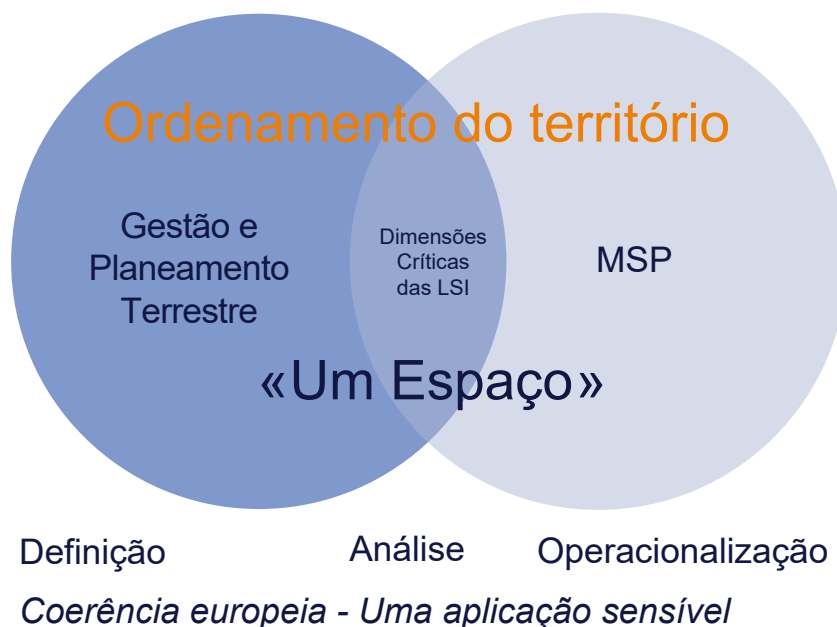 Ordenamento do território
Gestão e
Planeamento
Terrestre
Dimensões
Críticas
das LSI
MSP
«Um Espaço»
Definição
Análise
Operacionalização
Coerência europeia - Uma aplicação sensível